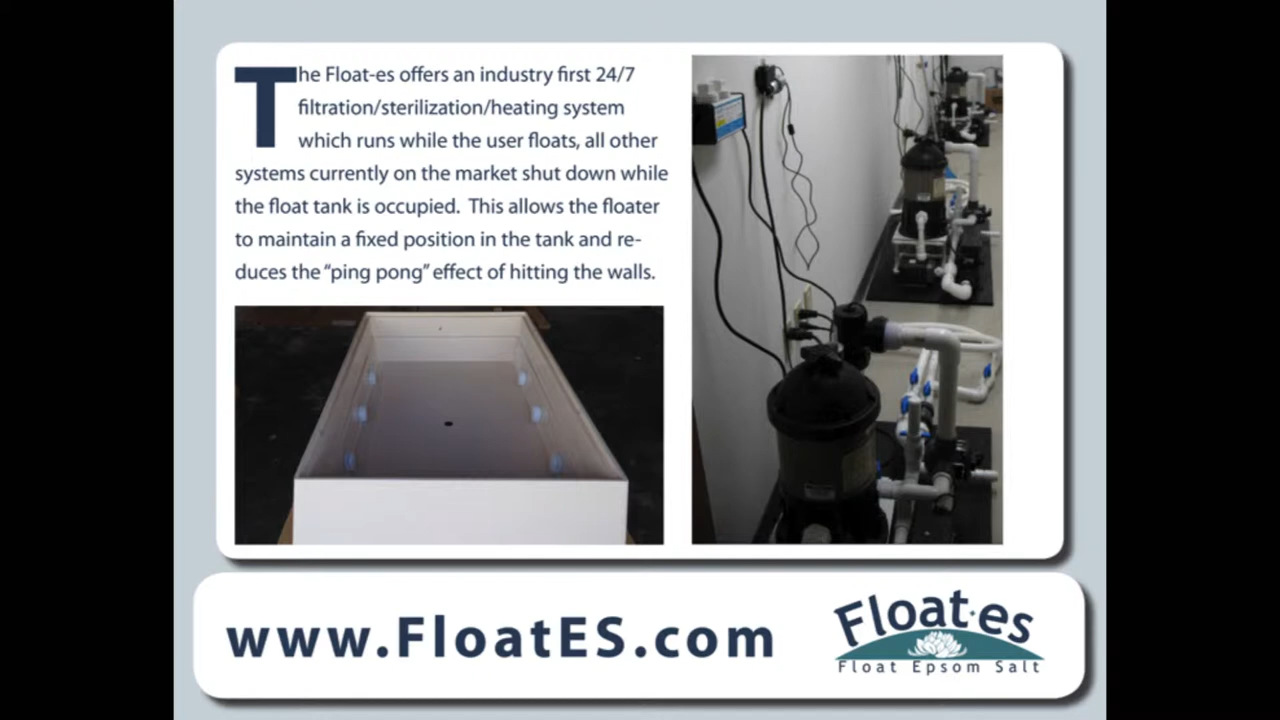 The Float-es offers an industry first 24/7
filtration/sterilization/heating system
which runs while the user floats, all other
systems currently on the market shut down while
the float tank is occupied.  This allows the floater
to maintain a fixed position in the tank and re-
duces the “ping pong” effect of hitting the walls.
www.FloatES.com
Float·es
Float Epsom Salt